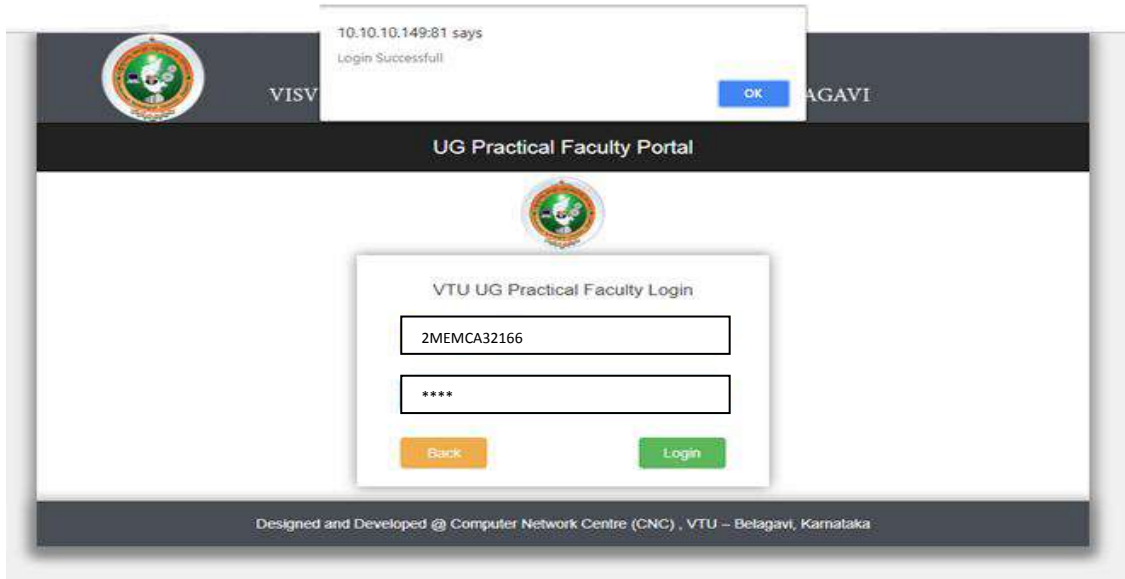 10.10.10.149:81 says
Login Successfull
OK
VISV
AGAVI
UG Practical Faculty Portal
VTU UG Practical Faculty Login
2MEMCA32166
****
Back
Login
Designed and Developed @ Computer Network Centre (CNC) , VTU – Belagavi, Karnataka